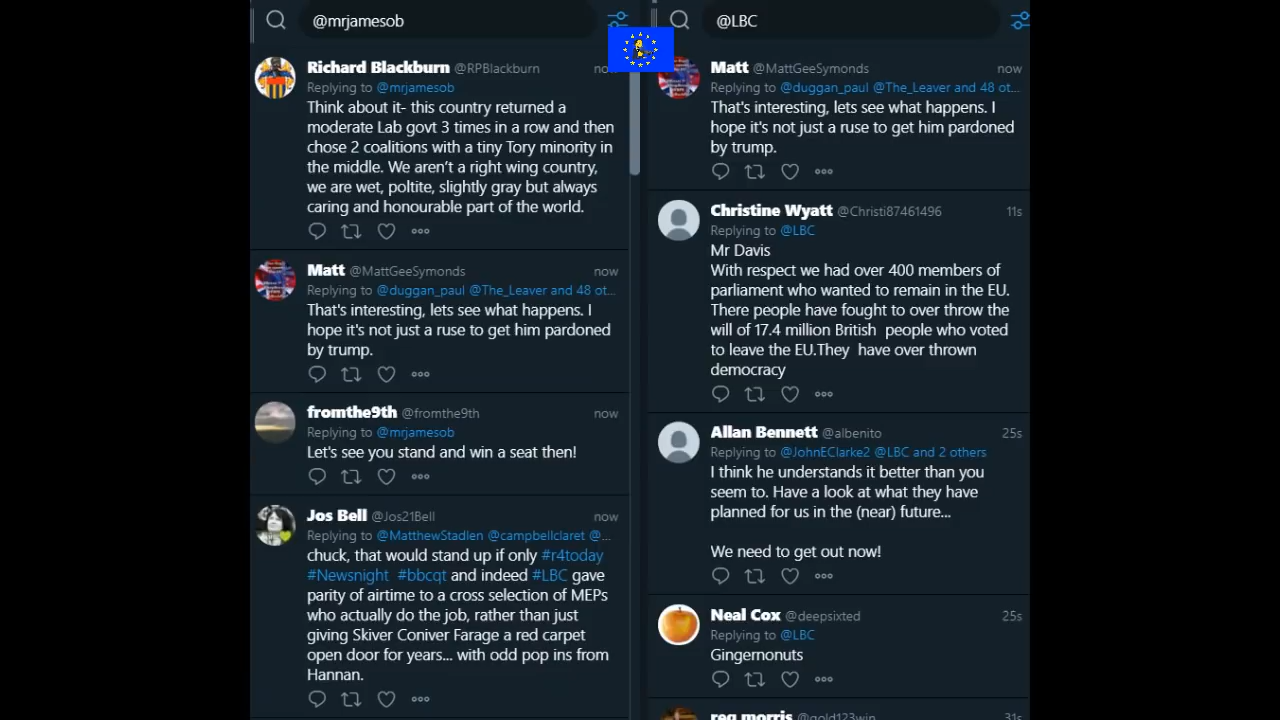 @mrjamesob
Richard Blackburn @RPBlackburn now
Replying to @mrjamesob
Think about it- this country returned a
moderate Lab govt 3 times in a row and then
chose 2 coalitions with a tiny Tory minority in
the middle. We aren't a right wing country,
we are wet, poltite, slightly gray but always
caring and honourable part of the world.
Matt @MattGeeSymonds now
Replying to @duggan_paul @The_Leaver and 48 ot...
That's interesting, lets see what happens. I
hope it's not just a ruse to get him pardoned
by trump.
fromthe9th @fromthe9th now
Replying to @mrjamesob
Let's see you stand and win a seat then!
Jos Bell @Jos21Bell now
Replying to @MatthewStadlen @campbellclaret @...
chuck, that would stand up if only #r4today
#Newsnight #bbcqt and indeed #LBC gave
parity of airtime to a cross selection of MEPs
who actually do the job, rather than just
giving Skiver Coniver Farage a red carpet
open door for years... with odd pop ins from
Hannan.
@LBC
Matt @MattGeeSymonds now
Replying to @duggan_paul @The_Leaver and 48 ot...
That's interesting, lets see what happens. I
hope it's not just a ruse to get him pardoned
by trump.
Christine Wyatt @Christi87461496 11s
Replying to @LBC
Mr Davis
With respect we had over 400 members of
parliament who wanted to remain in the EU.
There people have fought to over throw the
will of 17.4 million British people who voted
to leave the EU.They have over thrown
democracy
Allan Bennett @albenito 25s
Replying to @JohnEClarke2 @LBC and 2 others
I think he understands it better than you
seem to. Have a look at what they have
planned for us in the (near) future...
We need to get out now!
Neal Cox @deepsixted 25s
Replying to @LBC
Gingernonuts
reg morris @gold123win 31s